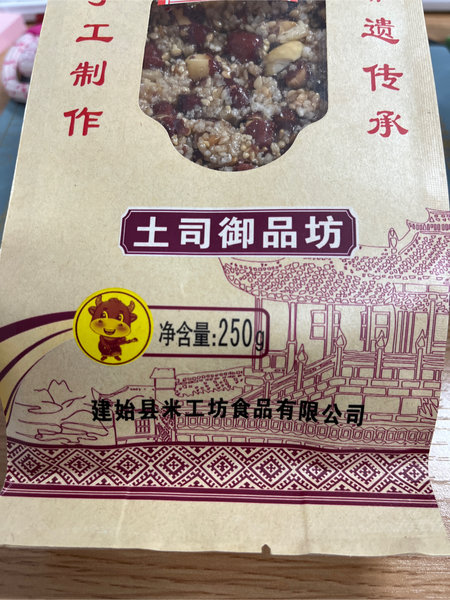 工制作
遗传承
土司御品坊
净含量:250g
建始县米工坊食品有限公司